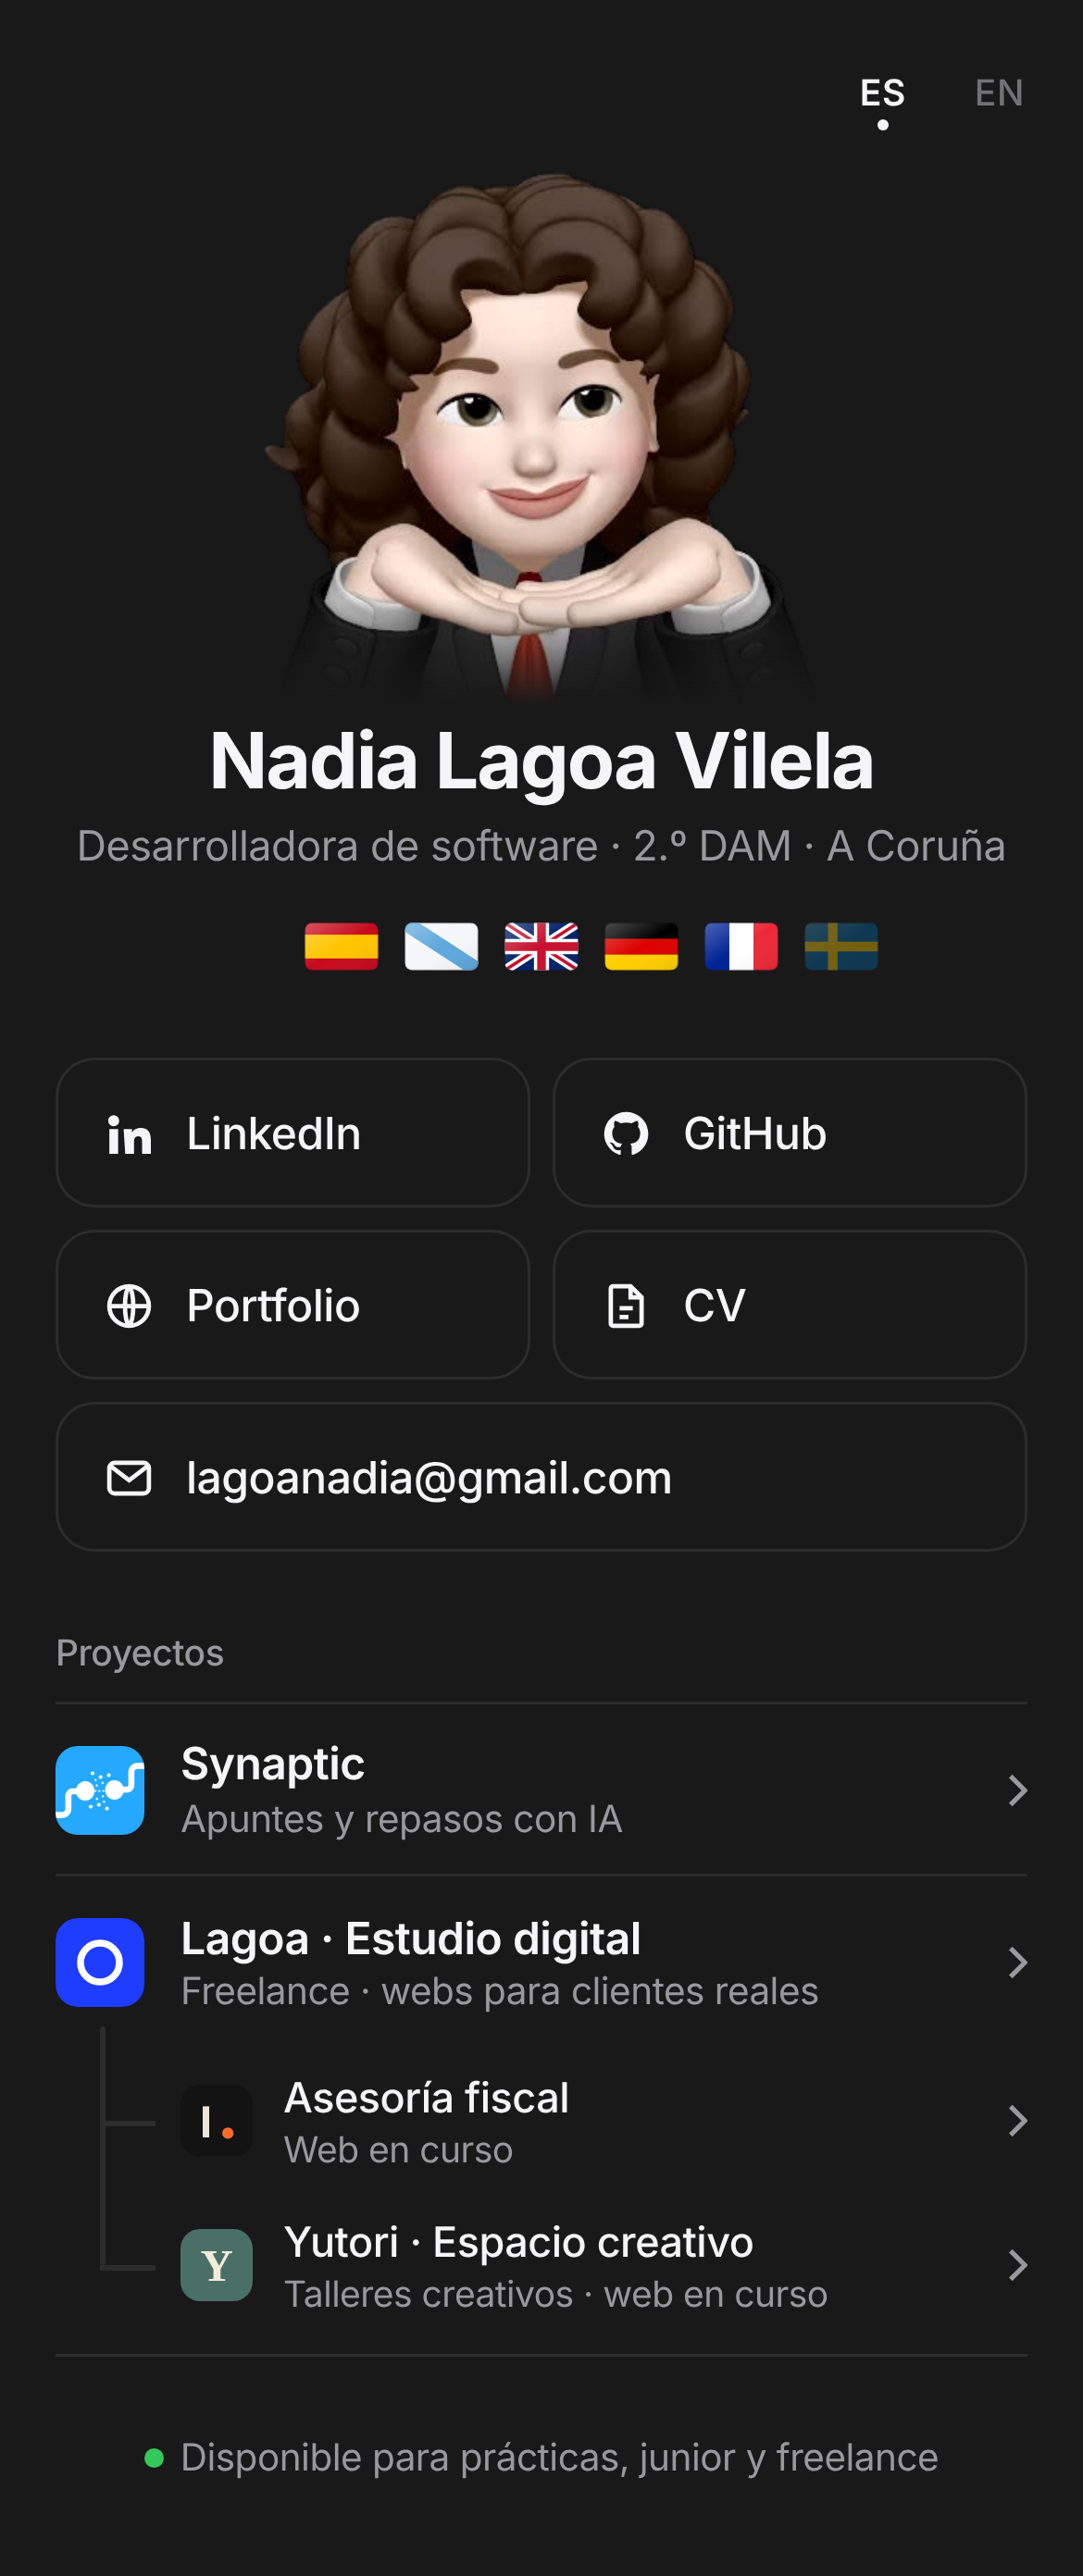 ES EN
Nadia Lagoa Vilela
Desarrolladora de software · 2.º DAM · A Coruña
LinkedIn
GitHub
Portfolio
CV
lagoanadia@gmail.com
Proyectos
Synaptic
Apuntes y repasos con IA
Lagoa · Estudio digital
Freelance · webs para clientes reales
I.
Asesoría fiscal
Web en curso
Y
Yutori · Espacio creativo
Talleres creativos · web en curso
Disponible para prácticas, junior y freelance